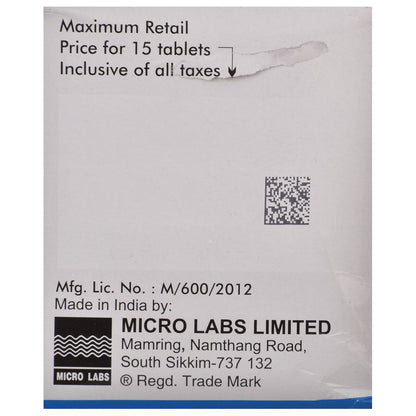 Maximum Retail
Price for 15 tablets
Inclusive of all taxes
Mfg. Lic. No. : M/600/2012
Made in India by:
MICRO LABS LIMITED
Mamring, Namthang Road,
South Sikkim-737 132
® Regd. Trade Mark
MICRO LABS